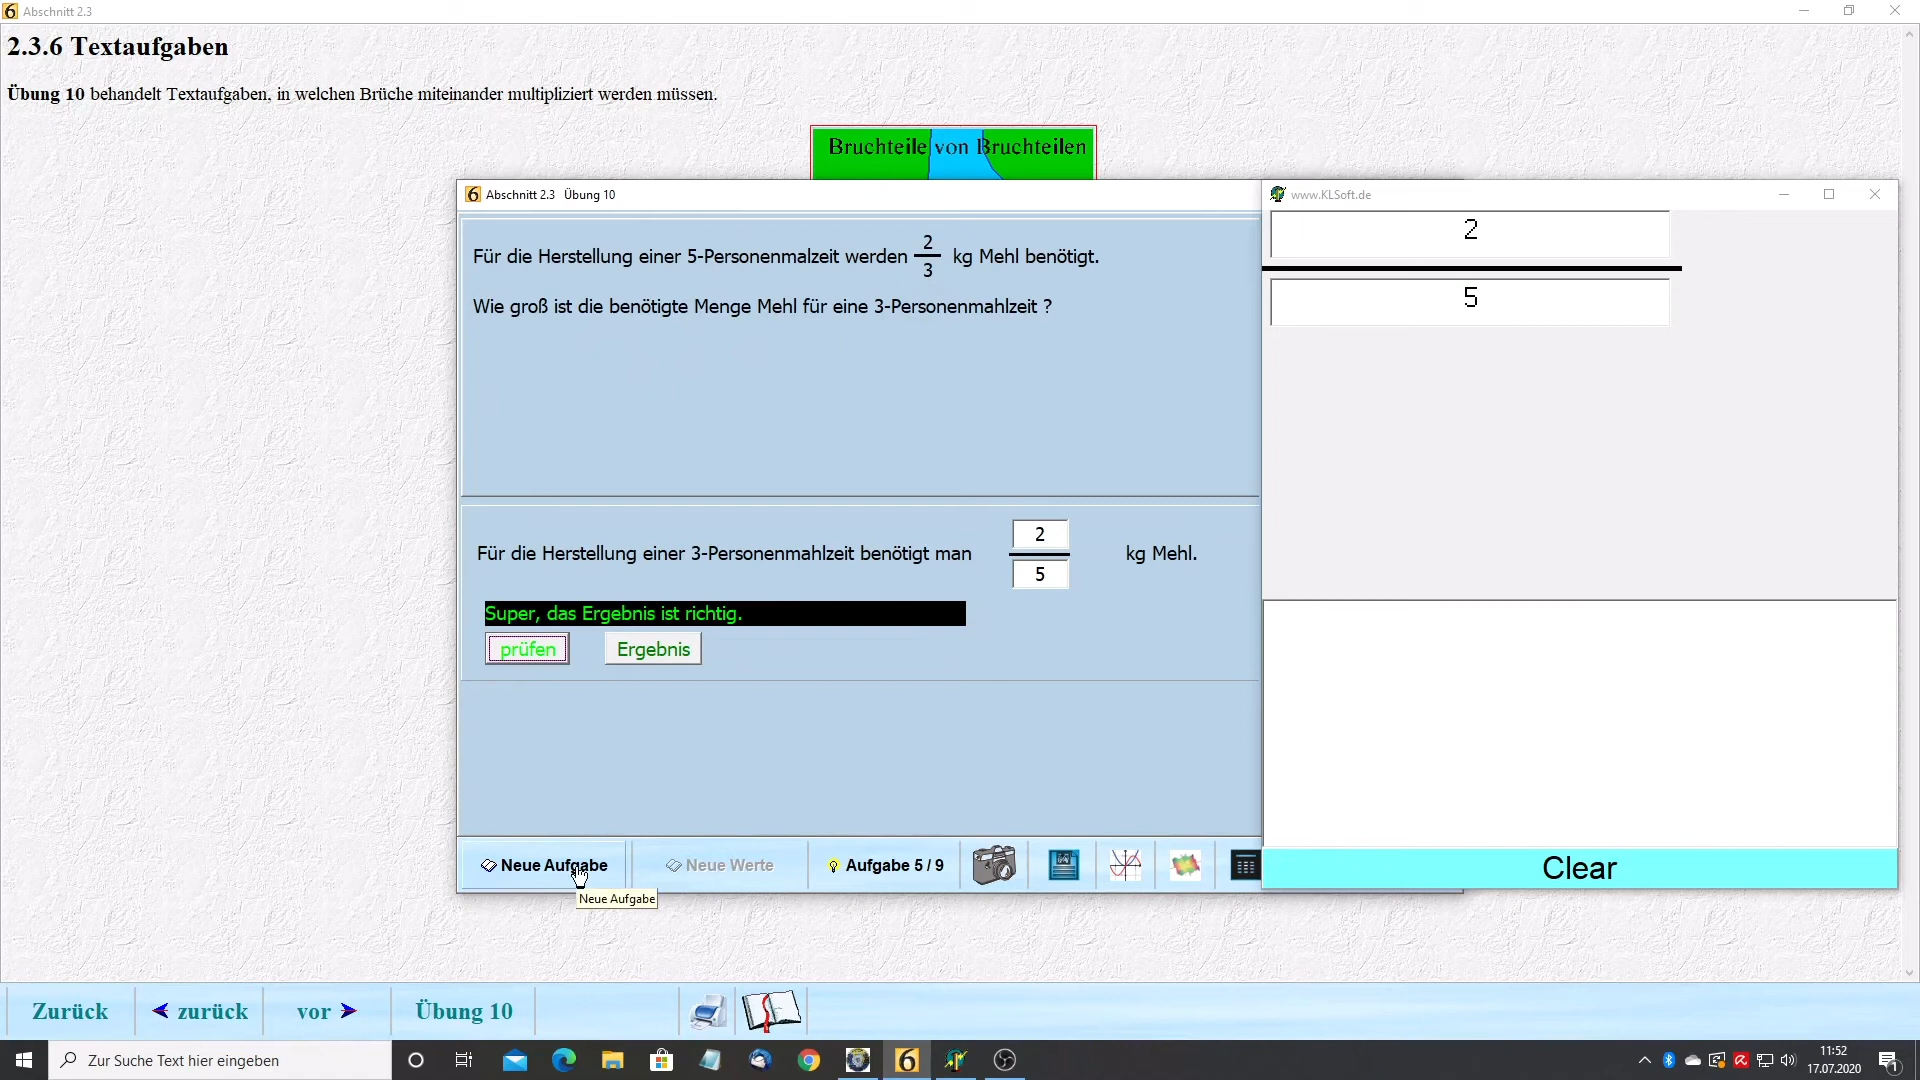 Abschnitt 2.3
2.3.6 Textaufgaben
Übung 10 behandelt Textaufgaben, in welchen Brüche miteinander multipliziert werden müssen.
Bruchteile von Bruchteilen
Abschnitt 2.3 Übung 10
www.KLSoft.de
2
5
Für die Herstellung einer 5-Personenmalzeit werden 2/3 kg Mehl benötigt.
Wie groß ist die benötigte Menge Mehl für eine 3-Personenmahlzeit ?
Für die Herstellung einer 3-Personenmahlzeit benötigt man 2/5 kg Mehl.
Super, das Ergebnis ist richtig.
prüfen Ergebnis
Neue Aufgabe Neue Werte Aufgabe 5 / 9
Clear
Neue Aufgabe
Zurück zurück vor Übung 10
Zur Suche Text hier eingeben
11:52
17.07.2020
1